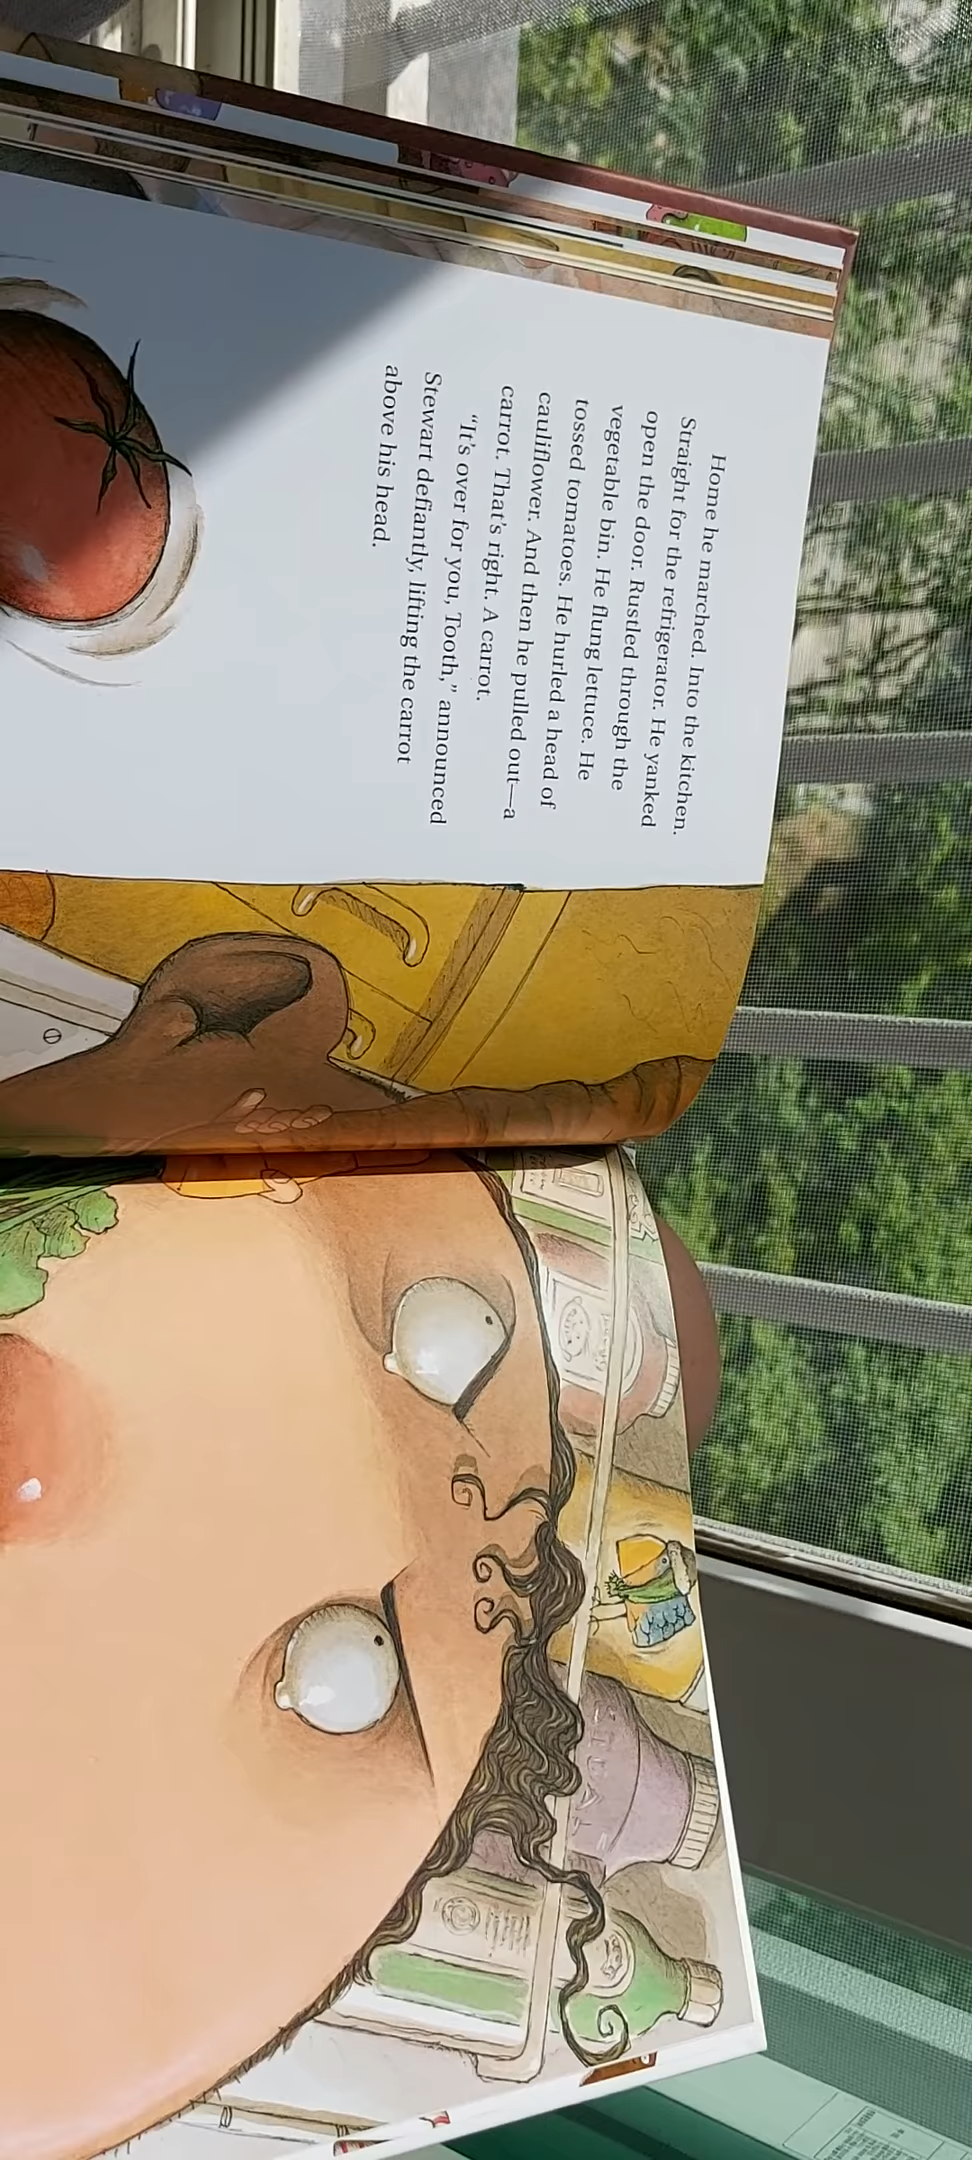 Home he marched. Into the kitchen.
Straight for the refrigerator. He yanked
open the door. Rustled through the
vegetable bin. He flung lettuce. He
tossed tomatoes. He hurled a head of
cauliflower. And then he pulled out—a
carrot. That's right. A carrot.
"It's over for you, Tooth," announced
Stewart defiantly, lifting the carrot
above his head.